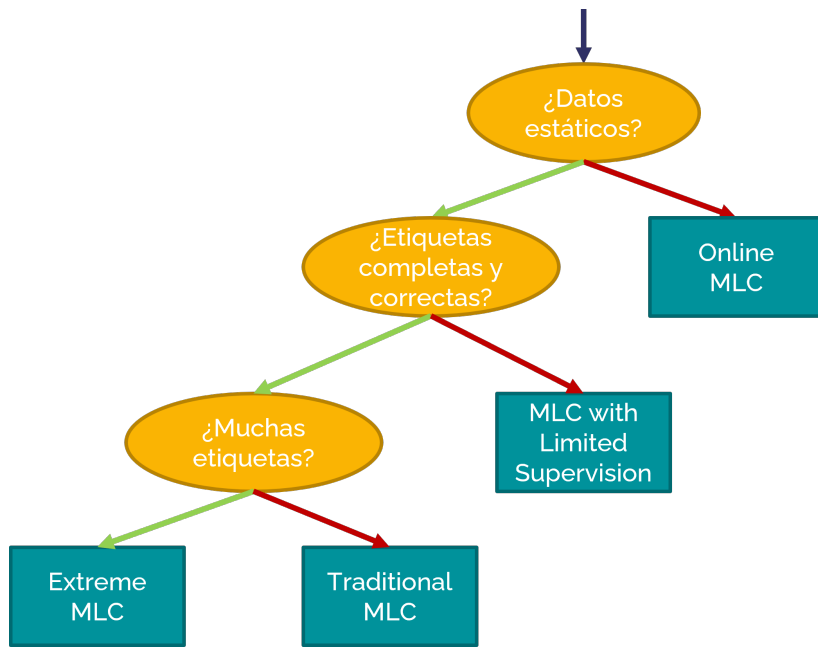 ¿Datos
estáticos?
¿Etiquetas
completas y
correctas?
Online
MLC
¿Muchas
etiquetas?
MLC with
Limited
Supervision
Extreme
MLC
Traditional
MLC